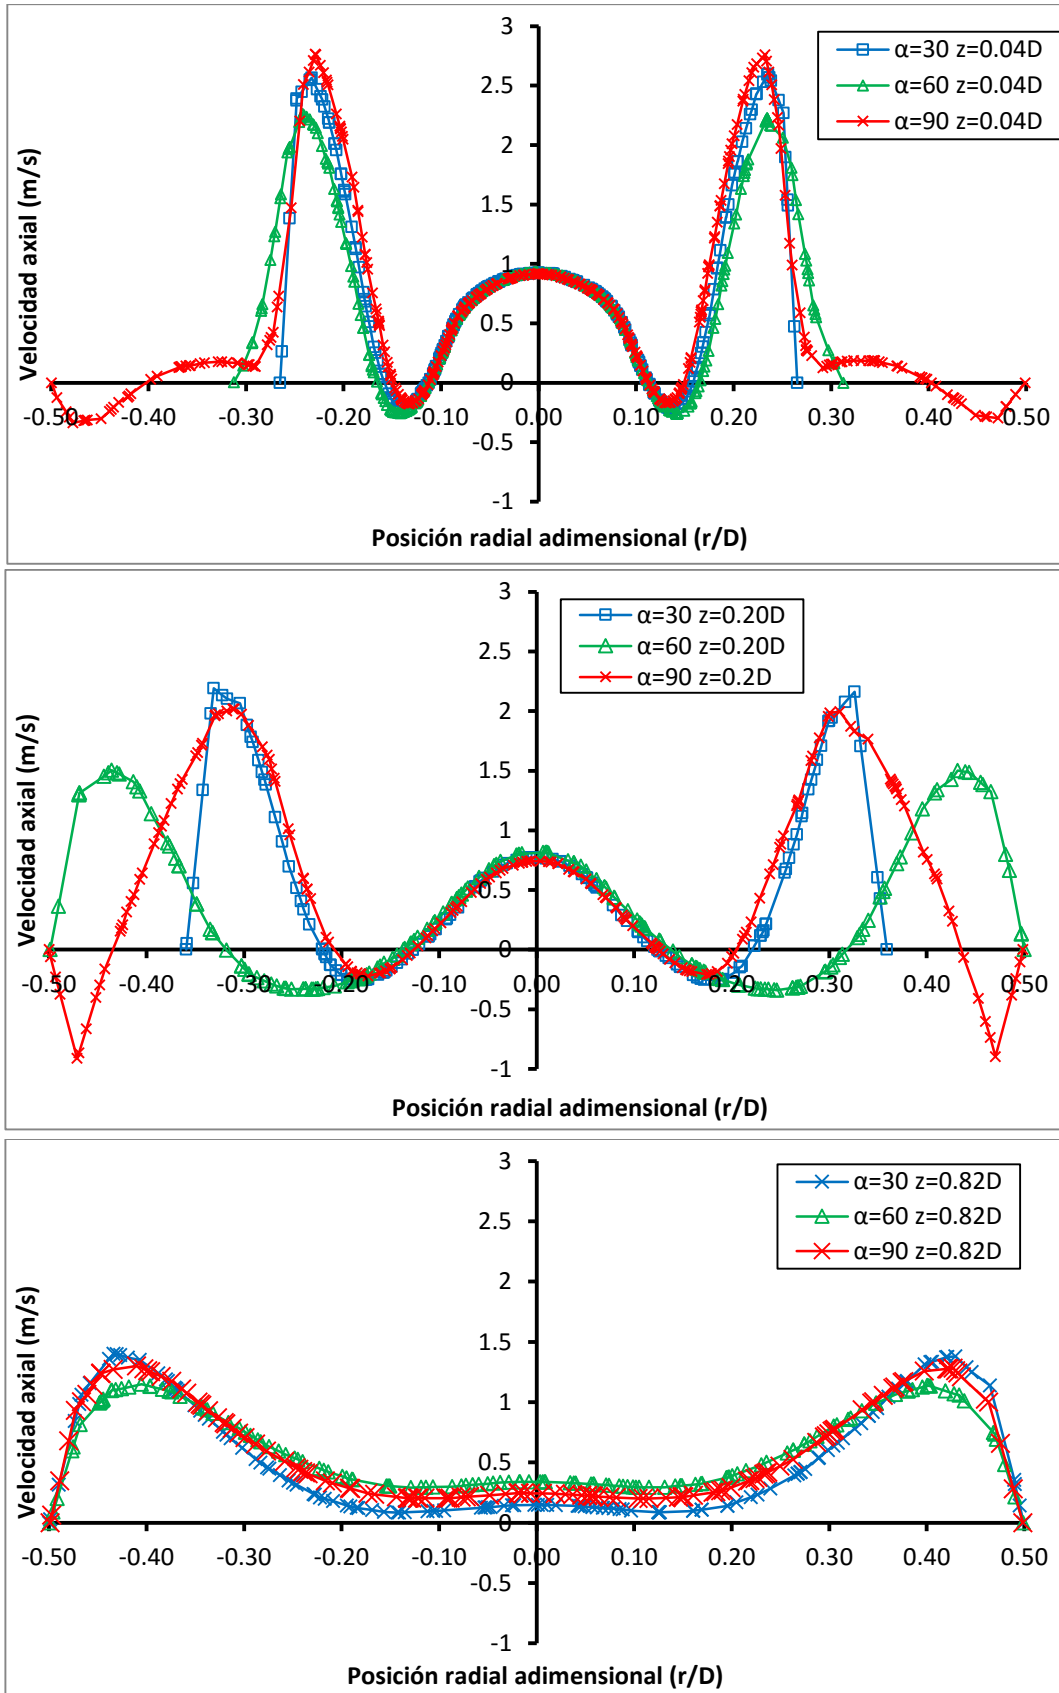 3
2.5
2
1.5
1
0.5
0
-0.5
-1
-0.50 -0.40 -0.30 -0.20 -0.10 0.00 0.10 0.20 0.30 0.40 0.50
Velocidad axial (m/s)
Posición radial adimensional (r/D)
α=30 z=0.04D
α=60 z=0.04D
α=90 z=0.04D
3
2.5
2
1.5
1
0.5
0
-0.5
-1
-0.50 -0.40 -0.30 -0.20 -0.10 0.00 0.10 0.20 0.30 0.40 0.50
Velocidad axial (m/s)
Posición radial adimensional (r/D)
α=30 z=0.20D
α=60 z=0.20D
α=90 z=0.2D
3
2.5
2
1.5
1
0.5
0
-0.5
-1
-0.50 -0.40 -0.30 -0.20 -0.10 0.00 0.10 0.20 0.30 0.40 0.50
Velocidad axial (m/s)
Posición radial adimensional (r/D)
α=30 z=0.82D
α=60 z=0.82D
α=90 z=0.82D